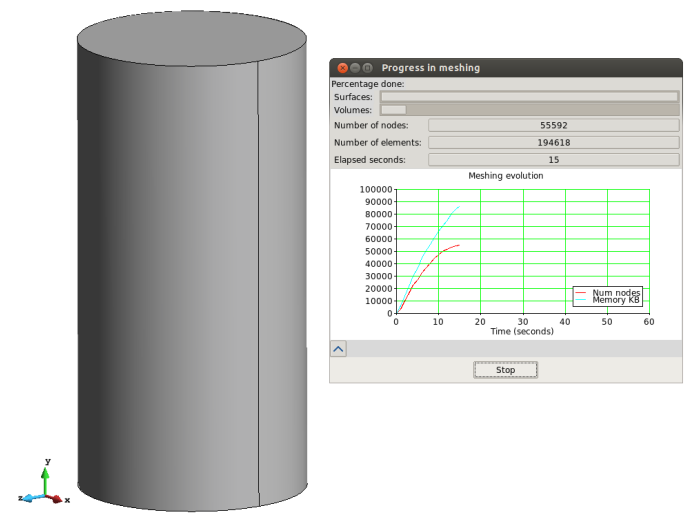 Progress in meshing
Percentage done:
Surfaces:
Volumes:
Number of nodes: 55592
Number of elements: 194618
Elapsed seconds: 15
Meshing evolution
100000
90000
80000
70000
60000
50000
40000
30000
20000
10000
0
Num nodes
Memory KB
0 10 20 30 40 50 60
Time (seconds)
Stop
y
z x